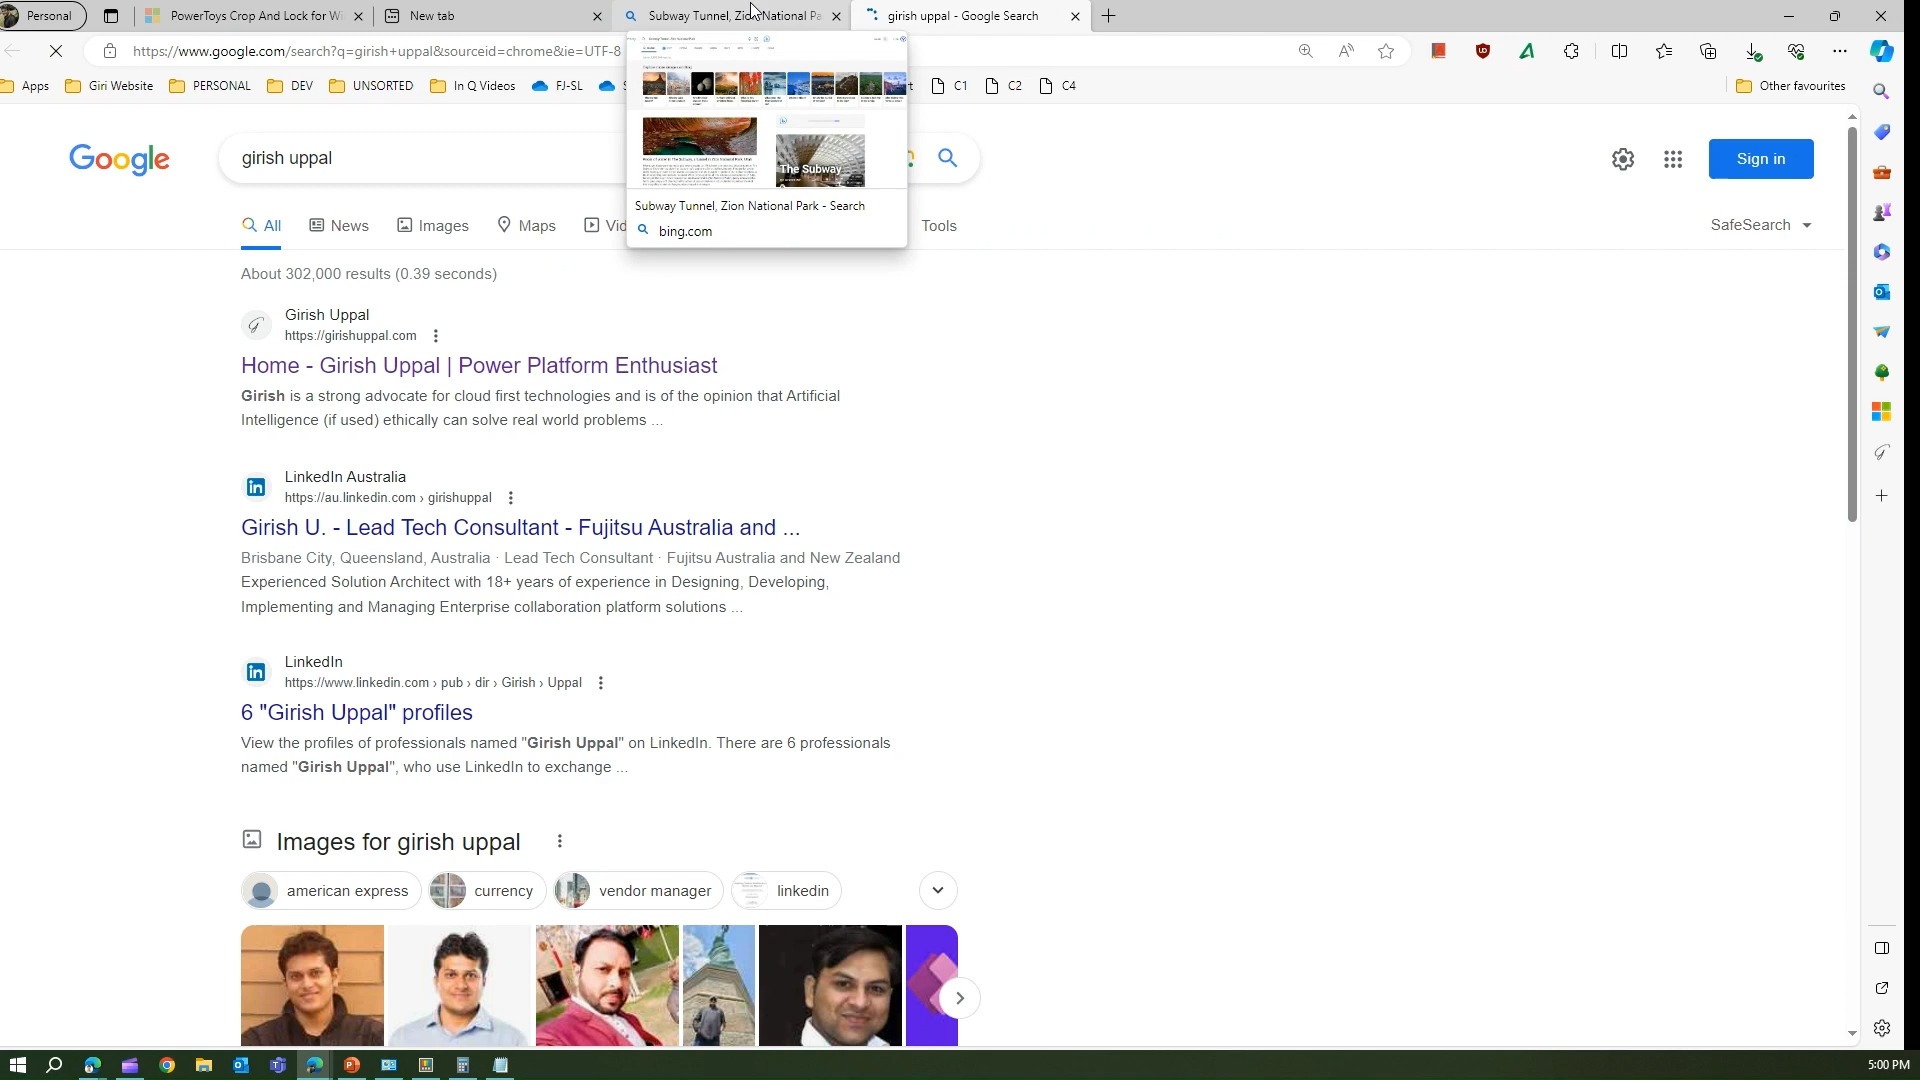 Personal
PowerToys Crop And Lock for Wi
New tab
Subway Tunnel, Zion National Pa
girish uppal - Google Search
https://www.google.com/search?q=girish+uppal&sourceid=chrome&ie=UTF-8
Apps
Giri Website
PERSONAL
DEV
UNSORTED
In Q Videos
FJ-SL
C1
C2
C4
Other favourites
The Subway
Subway Tunnel, Zion National Park - Search
bing.com
Google
girish uppal
Sign in
All
News
Images
Maps
Vid
Tools
SafeSearch
About 302,000 results (0.39 seconds)
Girish Uppal
https://girishuppal.com
Home - Girish Uppal | Power Platform Enthusiast
Girish is a strong advocate for cloud first technologies and is of the opinion that Artificial
Intelligence (if used) ethically can solve real world problems ...
LinkedIn Australia
https://au.linkedin.com › girishuppal
Girish U. - Lead Tech Consultant - Fujitsu Australia and ...
Brisbane City, Queensland, Australia · Lead Tech Consultant · Fujitsu Australia and New Zealand
Experienced Solution Architect with 18+ years of experience in Designing, Developing,
Implementing and Managing Enterprise collaboration platform solutions ...
LinkedIn
https://www.linkedin.com › pub › dir › Girish › Uppal
6 "Girish Uppal" profiles
View the profiles of professionals named "Girish Uppal" on LinkedIn. There are 6 professionals
named "Girish Uppal", who use LinkedIn to exchange ...
Images for girish uppal
american express
currency
vendor manager
linkedin
5:00 PM